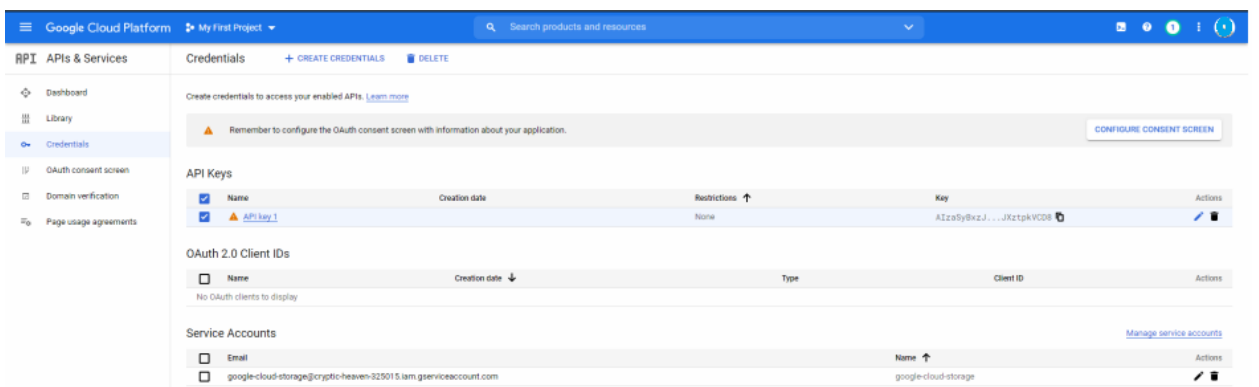 Google Cloud Platform My First Project Search products and resources 1
API APIs & Services Credentials + CREATE CREDENTIALS DELETE
Dashboard
Create credentials to access your enabled APIs. Learn more
Library
Remember to configure the OAuth consent screen with information about your application. CONFIGURE CONSENT SCREEN
Credentials
OAuth consent screen
API Keys
Domain verification
Name Creation date Restrictions Key Actions
Page usage agreements
API key 1 None AIzaSyBxzJ...JXztpkVCD8
OAuth 2.0 Client IDs
Name Creation date Type Client ID Actions
No OAuth clients to display
Service Accounts Manage service accounts
Email Name Actions
google-cloud-storage@cryptic-heaven-325015.iam.gserviceaccount.com google-cloud-storage